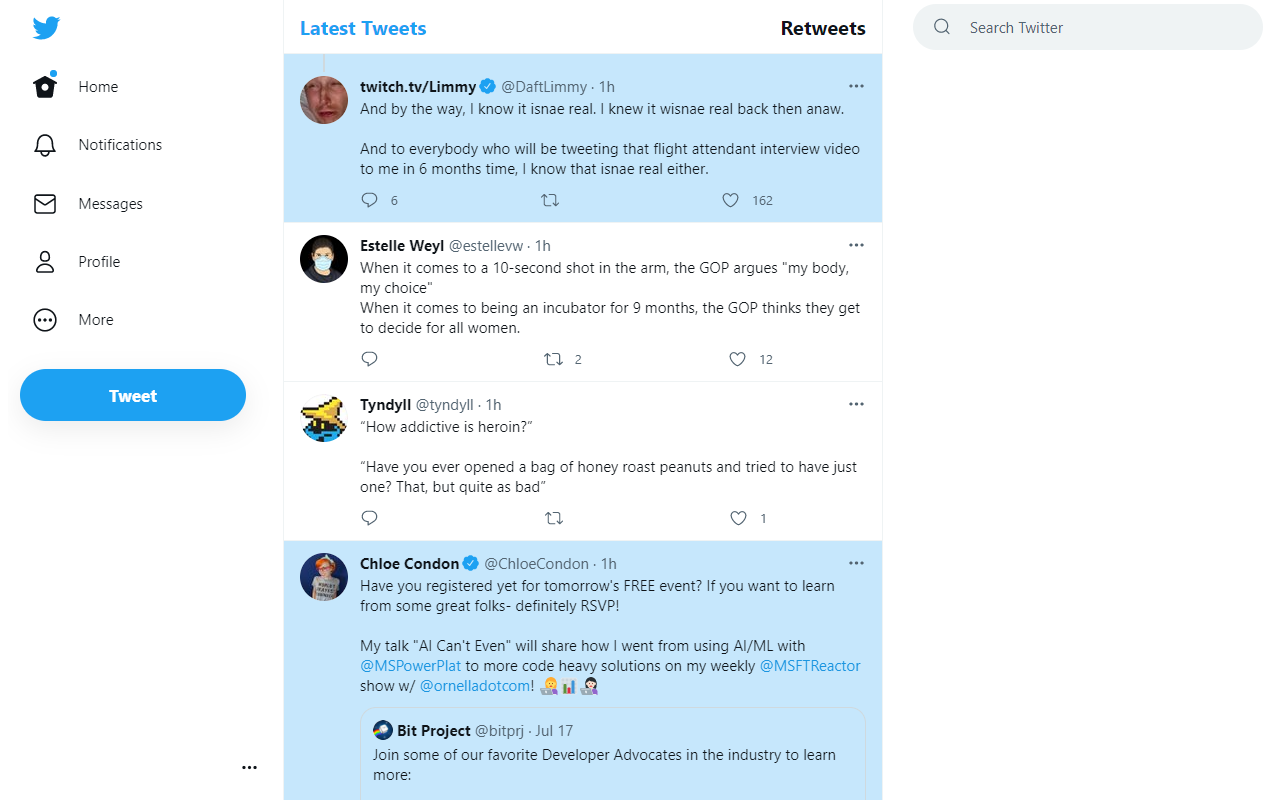 Latest Tweets
Retweets
Search Twitter
Home
Notifications
Messages
Profile
More
Tweet
twitch.tv/Limmy @DaftLimmy · 1h
And by the way, I know it isnae real. I knew it wisnae real back then anaw.
And to everybody who will be tweeting that flight attendant interview video
to me in 6 months time, I know that isnae real either.
6
162
Estelle Weyl @estellevw · 1h
When it comes to a 10-second shot in the arm, the GOP argues "my body,
my choice"
When it comes to being an incubator for 9 months, the GOP thinks they get
to decide for all women.
2
12
Tyndyll @tyndyll · 1h
“How addictive is heroin?”
“Have you ever opened a bag of honey roast peanuts and tried to have just
one? That, but quite as bad”
1
Chloe Condon @ChloeCondon · 1h
Have you registered yet for tomorrow's FREE event? If you want to learn
from some great folks- definitely RSVP!
My talk "AI Can't Even" will share how I went from using AI/ML with
@MSPowerPlat to more code heavy solutions on my weekly @MSFTReactor
show w/ @ornelladotcom! 👩🏼‍💻📊👩🏻‍💻
Bit Project @bitprj · Jul 17
Join some of our favorite Developer Advocates in the industry to learn
more: